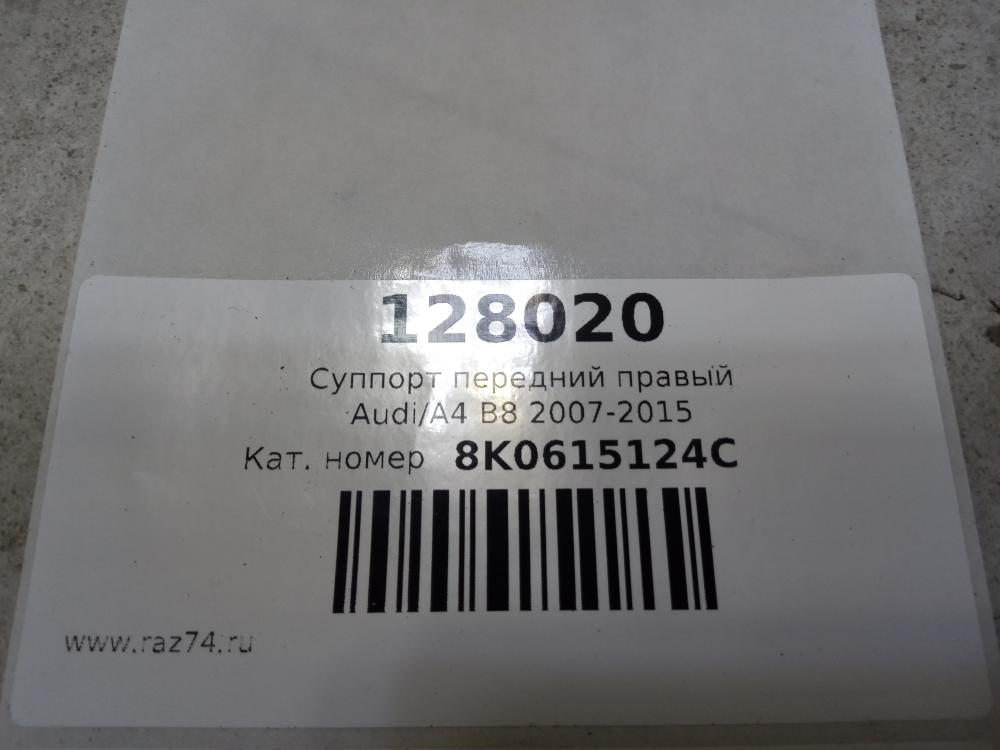 128020
Суппорт передний правый
Audi/A4 B8 2007-2015
Кат. номер 8K0615124C
www.raz74.ru